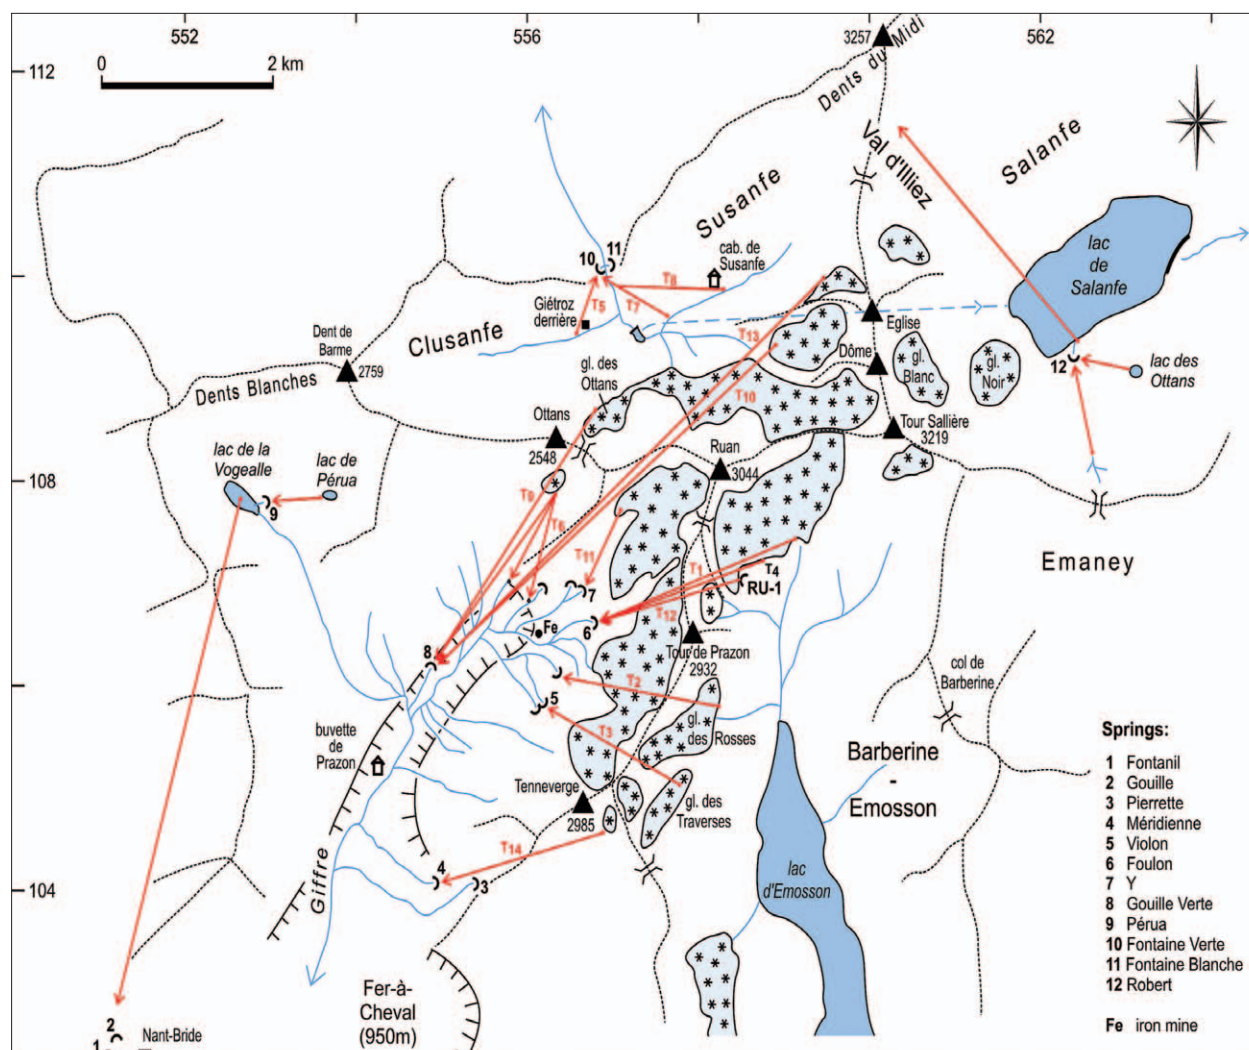 552
556
562
112
108
104
0
2 km
3257
Dents du Midi
Val d'Illiez
Salanfe
Susanfe
lac
de
Salanfe
11
10
cab. de
Susanfe
T8
T5
T7
Giétroz
derrière
Clusanfe
Dent de
Barme
2759
Dents Blanches
T13
Eglise
Dôme
T10
gl. des
Ottans
gl.
Blanc
gl.
Noir
12
lac des
Ottans
Ottans
2548
Ruan
3044
Tour Sallière
3219
lac de la
Vogealle
lac de
Pérua
9
T9
T6
T11
T1
T4
RU-1
T12
Emaney
7
6
Fe
8
Tour de Prazon
2932
T2
5
T3
gl.
des Rosses
col de
Barberine
buvette
de
Prazon
Barberine
-
Emosson
Tenneverge
2985
gl. des
Traverses
T14
4
3
Giffre
lac
d'Emosson
Fer-à-
Cheval
(950m)
2
1
Nant-Bride
Springs:
1 Fontanil
2 Gouille
3 Pierrette
4 Méridienne
5 Violon
6 Foulon
7 Y
8 Gouille Verte
9 Pérua
10 Fontaine Verte
11 Fontaine Blanche
12 Robert
Fe iron mine